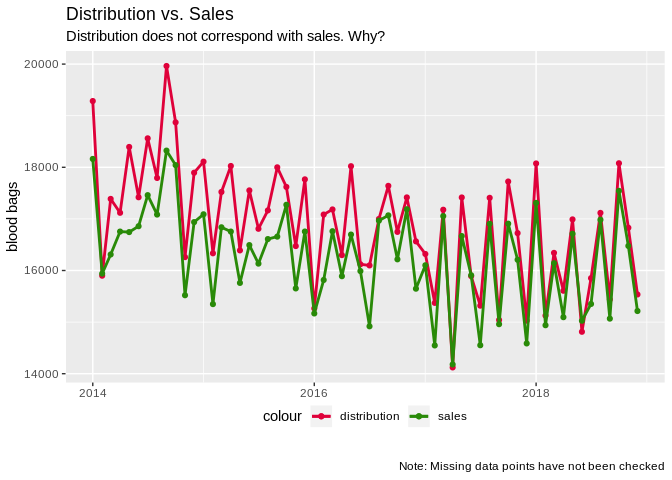 Distribution vs. Sales
Distribution does not correspond with sales. Why?
20000
18000
16000
14000
blood bags
2014
2016
2018
colour
distribution
sales
Note: Missing data points have not been checked